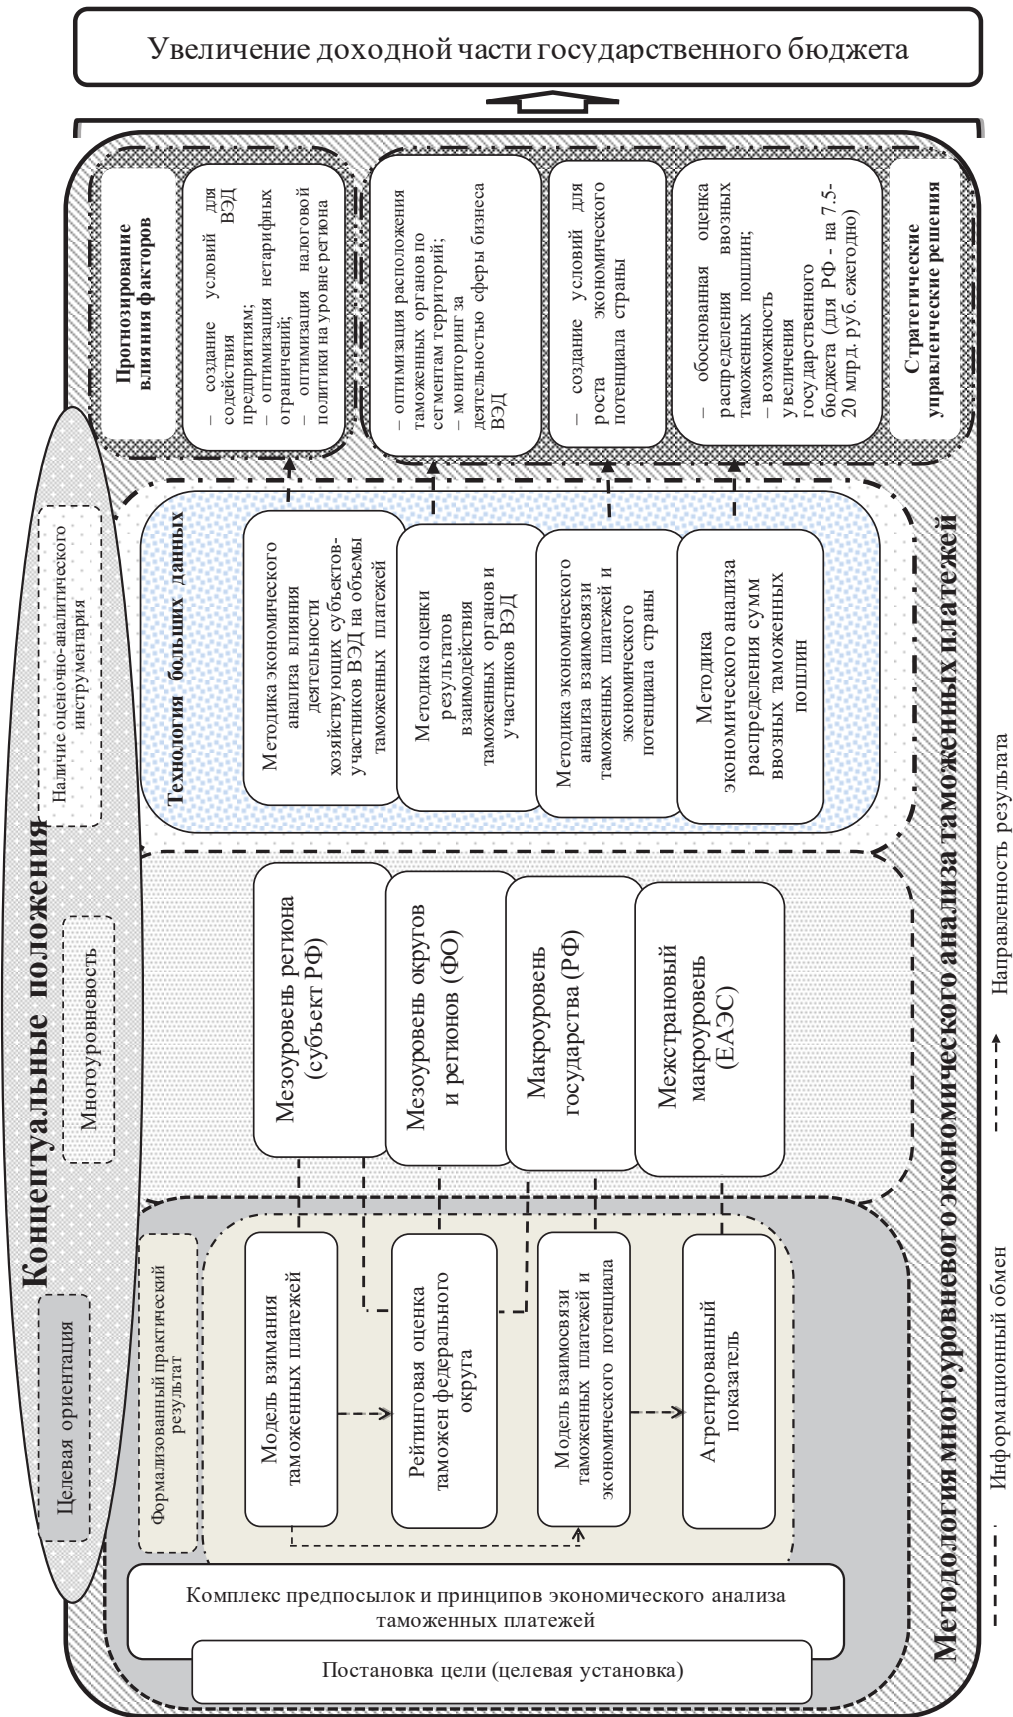 Увеличение доходной части государственного бюджета
Концептуальные положения
Целевая ориентация
Многоуровневость
Наличие оценочно-аналитического
инструментария
Прогнозирование
влияния факторов
– создание условий для
содействия ВЭД
предприятиям;
– оптимизация нетарифных
ограничений;
– оптимизация налоговой
политики на уровне региона
– оптимизация расположения
таможенных органов по
сегментам территорий;
– мониторинг за
деятельностью сферы бизнеса
ВЭД
– создание условий для
роста экономического
потенциала страны
– обоснованная оценка
распределения ввозных
таможенных пошлин;
– возможность
увеличения
государственного
бюджета (для РФ - на 7.5-
20 млрд. руб. ежегодно)
Стратегические
управленческие решения
Технология больших данных
Методика экономического
анализа влияния
деятельности
хозяйствующих субъектов-
участников ВЭД на объемы
таможенных платежей
Методика оценки
результатов
взаимодействия
таможенных органов и
участников ВЭД
Методика экономического
анализа взаимосвязи
таможенных платежей и
экономического
потенциала страны
Методика
экономического анализа
распределения сумм
ввозных таможенных
пошлин
Мезоуровень региона
(субъект РФ)
Мезоуровень округов
и регионов (ФО)
Макроуровень
государства (РФ)
Межстрановый
макроуровень
(ЕАЭС)
Формализованный практический
результат
Модель взимания
таможенных платежей
Рейтинговая оценка
таможен федерального
округа
Модель взаимосвязи
таможенных платежей и
экономического потенциала
Агрегированный
показатель
Комплекс предпосылок и принципов экономического анализа
таможенных платежей
Постановка цели (целевая установка)
Методология многоуровневого экономического анализа таможенных платежей
Информационный обмен
Направленность результата